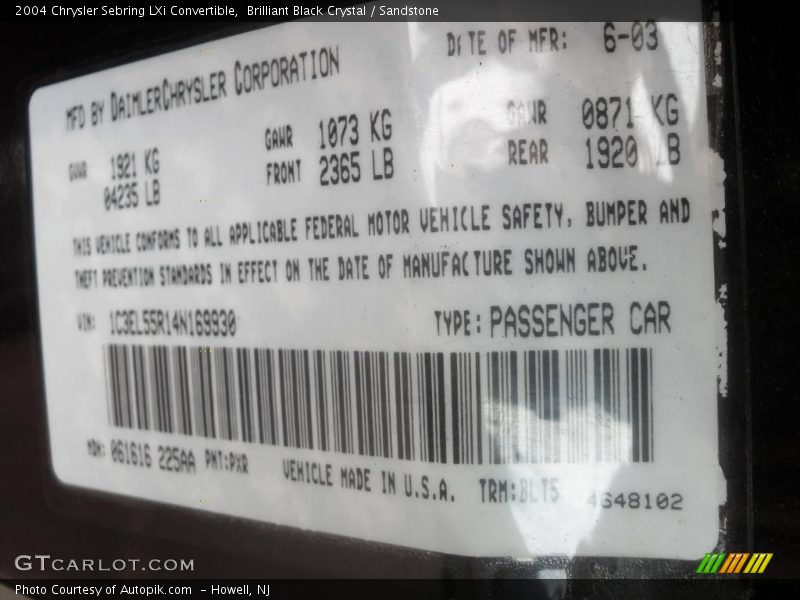 2004 Chrysler Sebring LXi Convertible,  Brilliant Black Crystal / Sandstone
DATE OF MFR: 6-03
MFD BY DAIMLERCHRYSLER CORPORATION
GVWR 1921 KG GAWR 1073 KG GAWR 0871 KG
04235 LB FRONT 2365 LB REAR 1920 LB
THIS VEHICLE CONFORMS TO ALL APPLICABLE FEDERAL MOTOR VEHICLE SAFETY, BUMPER AND
THEFT PREVENTION STANDARDS IN EFFECT ON THE DATE OF MANUFACTURE SHOWN ABOVE.
VIN: 1C3EL55R14N169930 TYPE: PASSENGER CAR
MDH: 061616 225AA PNT:PXR VEHICLE MADE IN U.S.A. TRM:BLT5 4648102
GTCARLOT.COM
Photo Courtesy of Autopik.com  - Howell, NJ